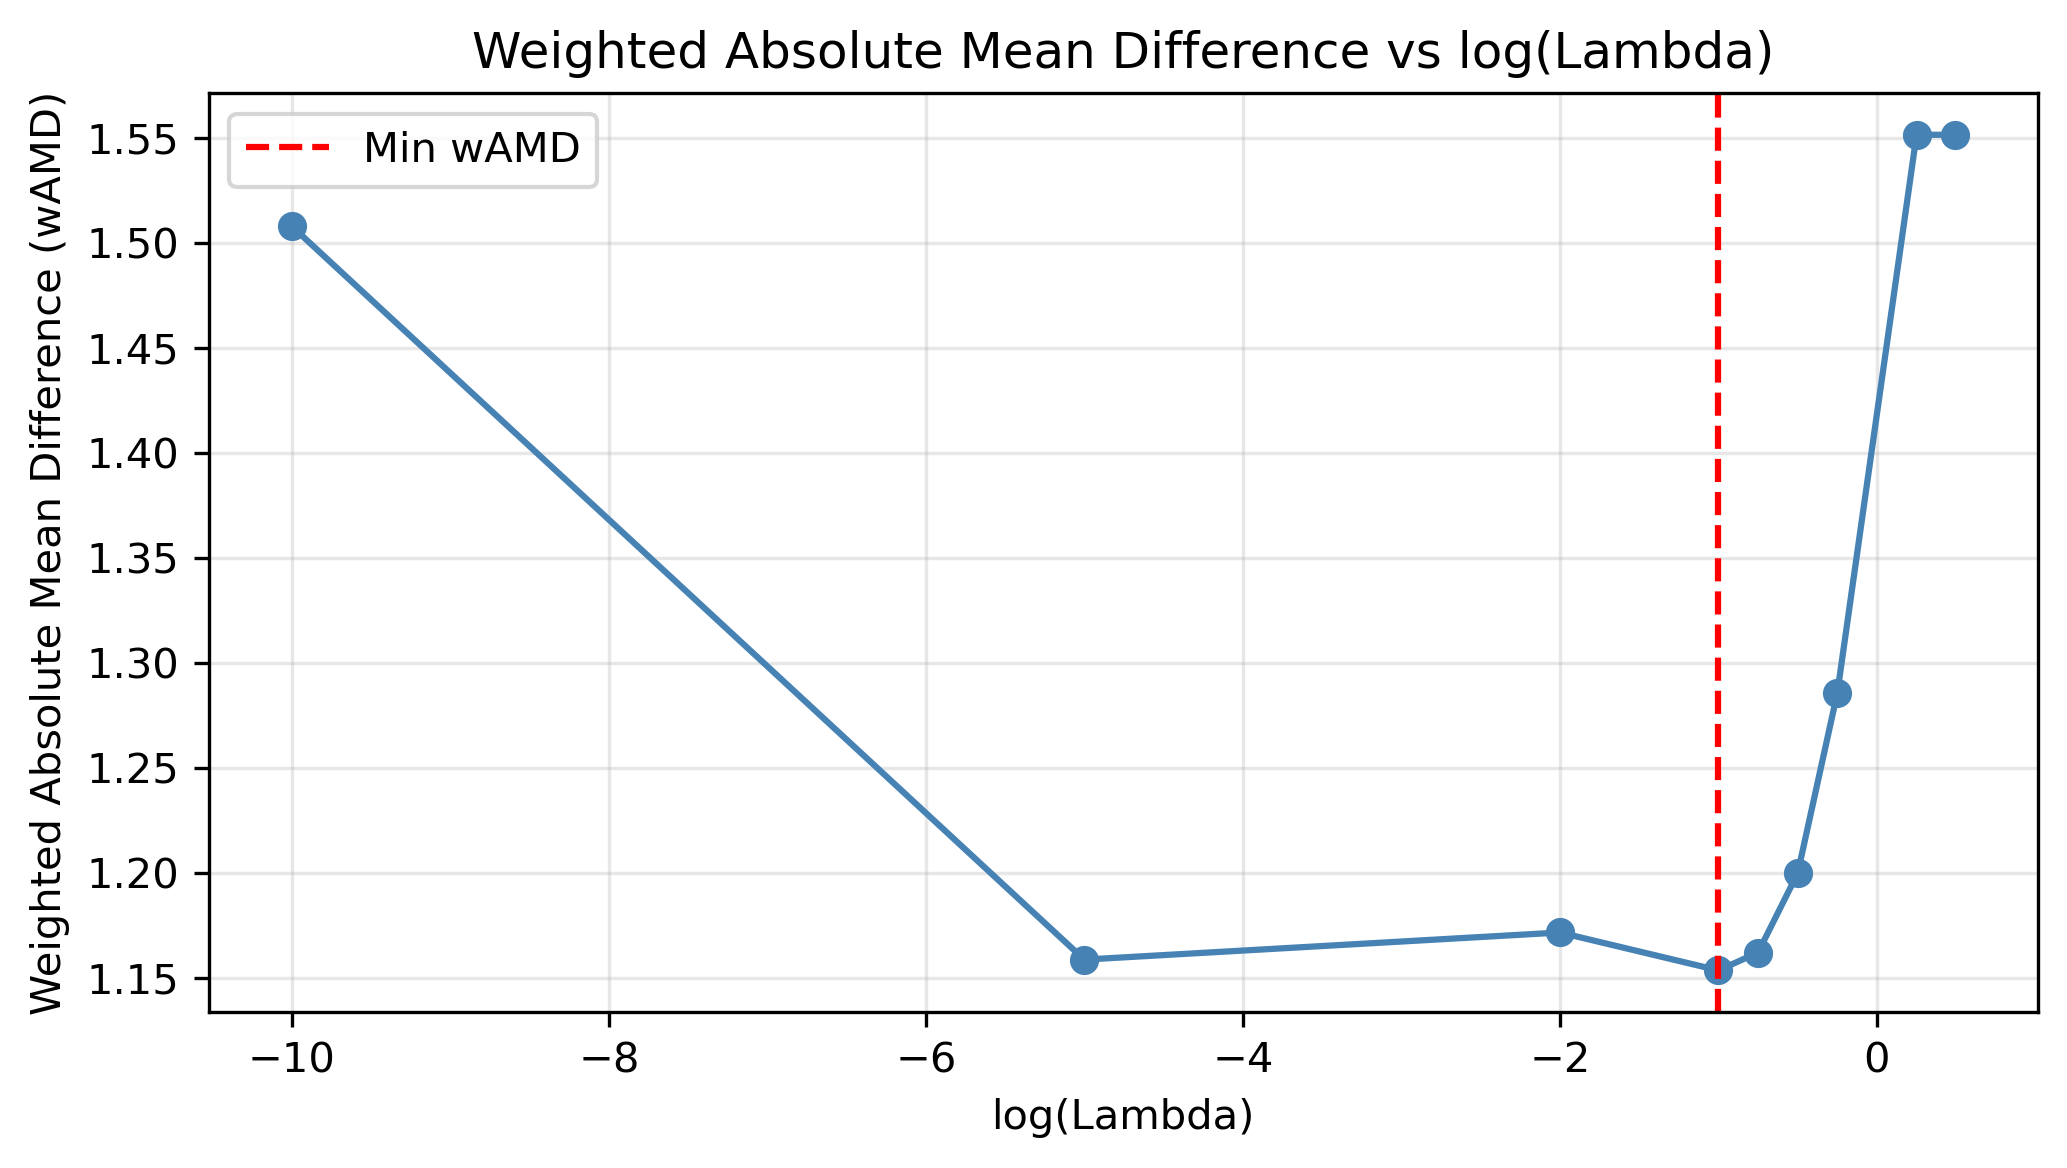 Weighted Absolute Mean Difference vs log(Lambda)
Min wAMD
Weighted Absolute Mean Difference (wAMD)
1.55
1.50
1.45
1.40
1.35
1.30
1.25
1.20
1.15
−10 −8 −6 −4 −2 0
log(Lambda)